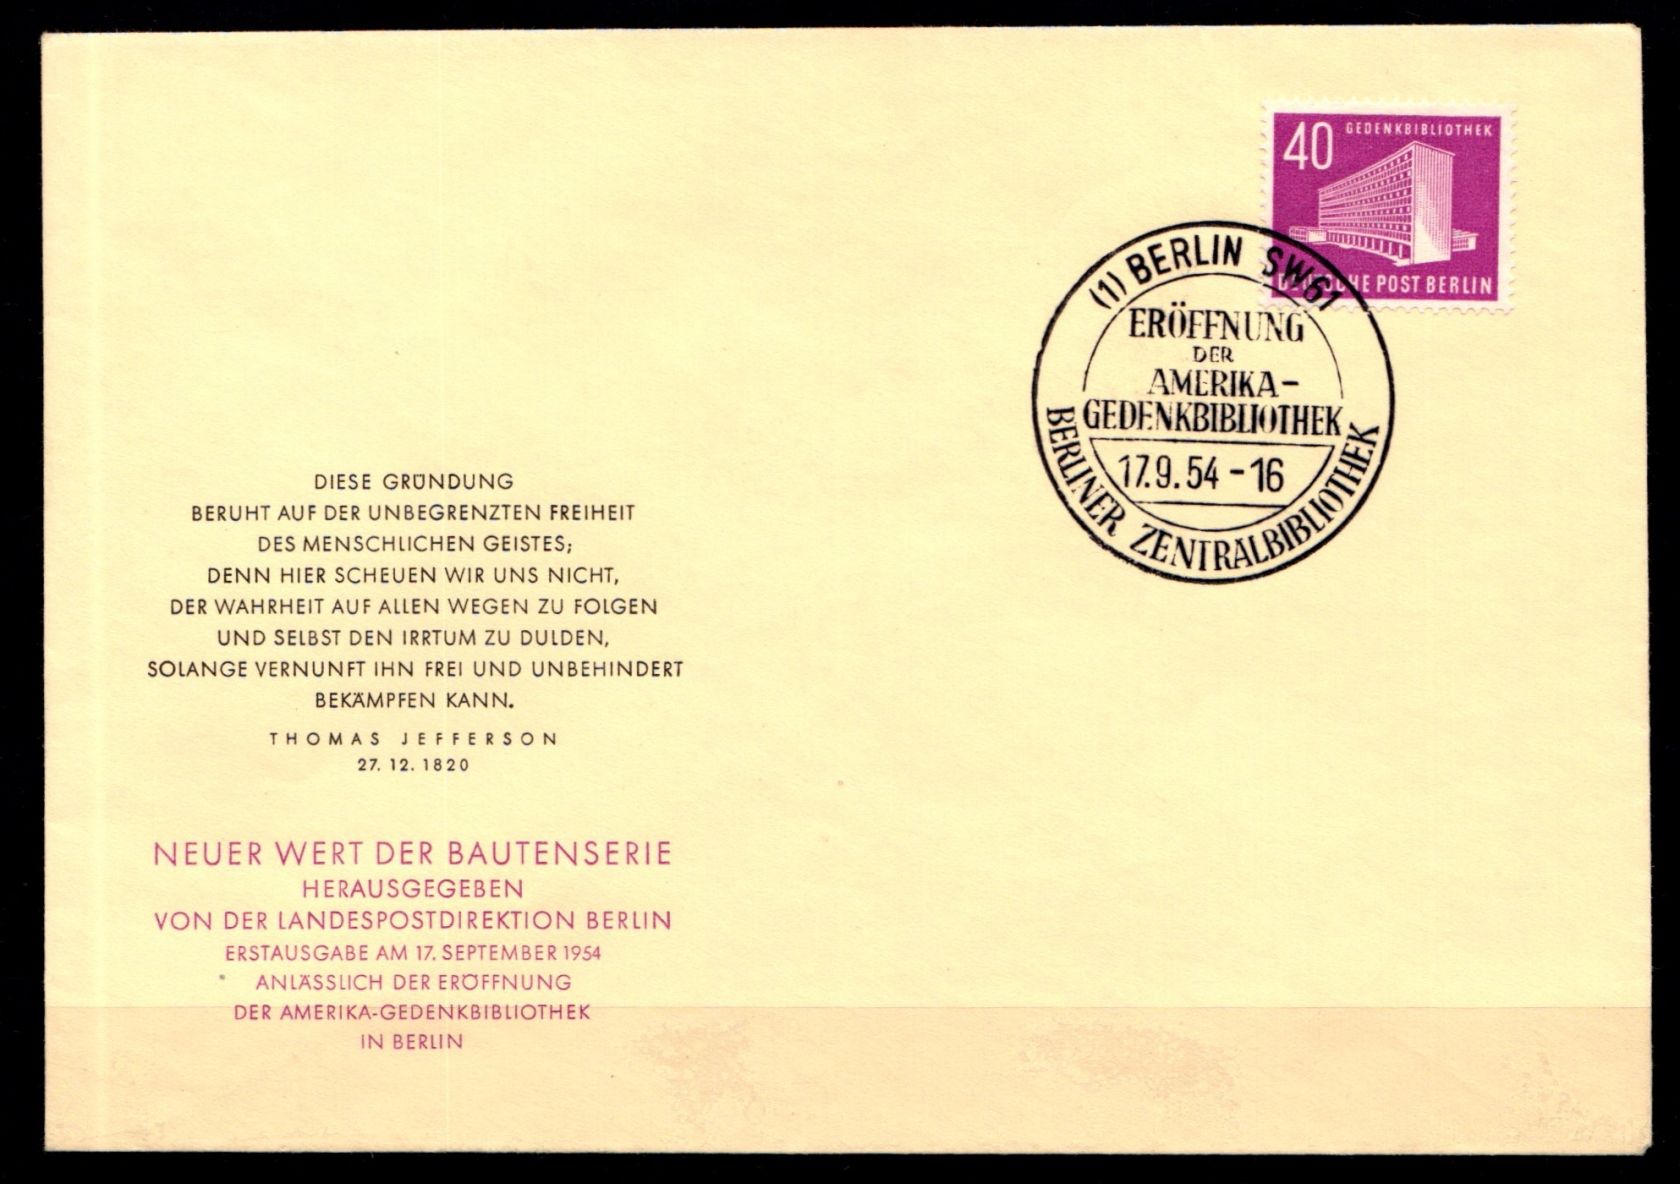 40
GEDENKBIBLIOTHEK
DEUTSCHE POST BERLIN
(1) BERLIN SW61
ERÖFFNUNG
DER
AMERIKA-
GEDENKBIBLIOTHEK
17.9.54-16
BERLINER ZENTRALBIBLIOTHEK
DIESE GRÜNDUNG
BERUHT AUF DER UNBEGRENZTEN FREIHEIT
DES MENSCHLICHEN GEISTES;
DENN HIER SCHEUEN WIR UNS NICHT,
DER WAHRHEIT AUF ALLEN WEGEN ZU FOLGEN
UND SELBST DEN IRRTUM ZU DULDEN,
SOLANGE VERNUNFT IHN FREI UND UNBEHINDERT
BEKÄMPFEN KANN.
THOMAS JEFFERSON
27. 12. 1820
NEUER WERT DER BAUTENSERIE
HERAUSGEGEBEN
VON DER LANDESPOSTDIREKTION BERLIN
ERSTAUSGABE AM 17. SEPTEMBER 1954
ANLÄSSLICH DER ERÖFFNUNG
DER AMERIKA-GEDENKBIBLIOTHEK
IN BERLIN